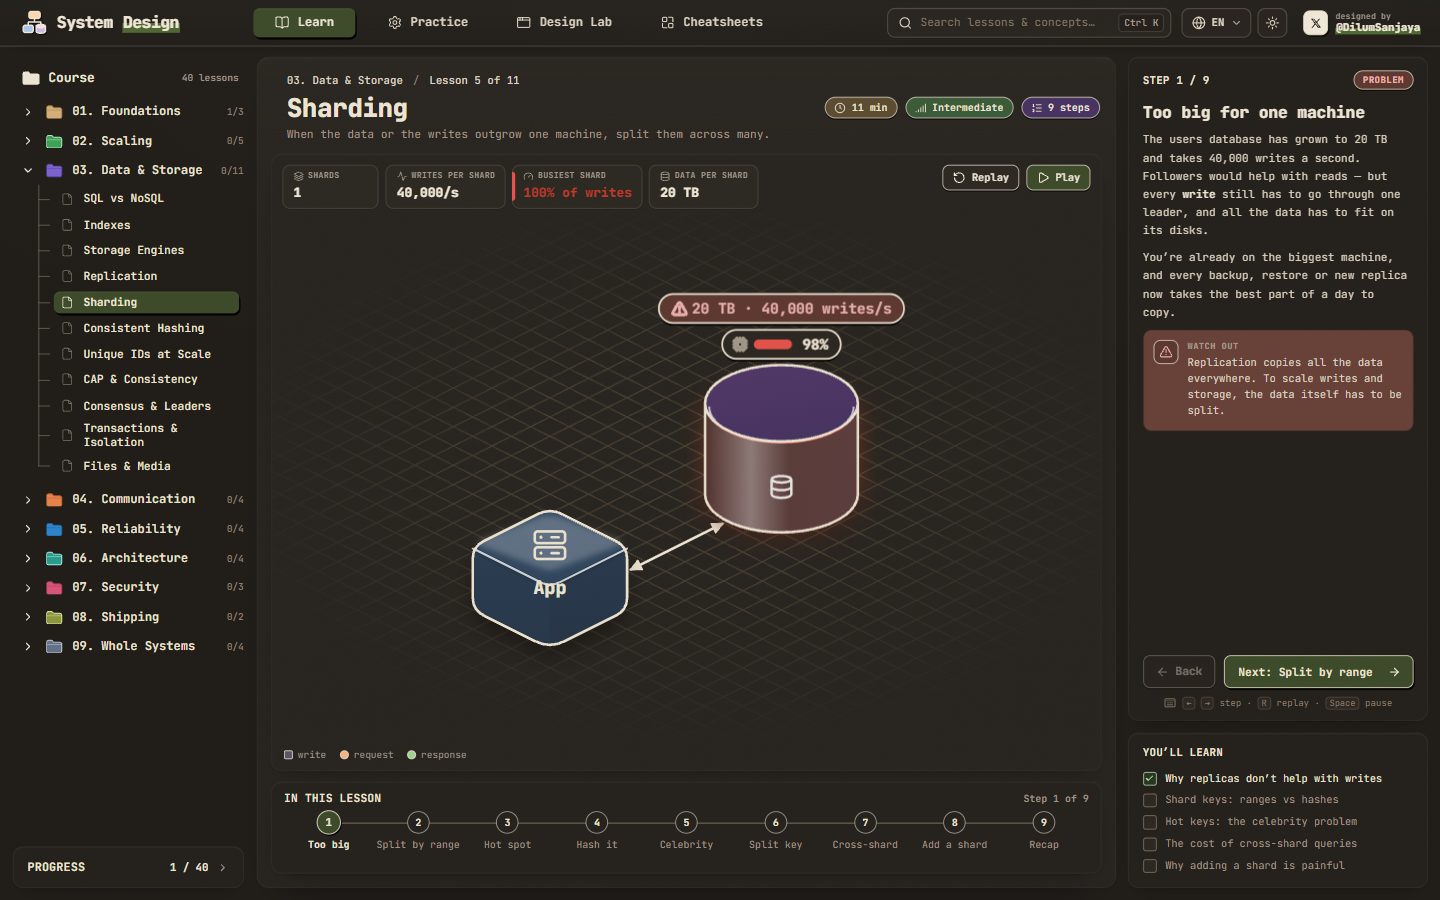 System Design
Learn
Practice
Design Lab
Cheatsheets
Search lessons & concepts…
Ctrl K
EN
designed by
@DilumSanjaya
Course
40 lessons
01. Foundations
1/3
02. Scaling
0/5
03. Data & Storage
0/11
SQL vs NoSQL
Indexes
Storage Engines
Replication
Sharding
Consistent Hashing
Unique IDs at Scale
CAP & Consistency
Consensus & Leaders
Transactions &
Isolation
Files & Media
04. Communication
0/4
05. Reliability
0/4
06. Architecture
0/4
07. Security
0/3
08. Shipping
0/2
09. Whole Systems
0/4
PROGRESS
1 / 40
03. Data & Storage / Lesson 5 of 11
Sharding
When the data or the writes outgrow one machine, split them across many.
11 min
Intermediate
9 steps
SHARDS
1
WRITES PER SHARD
40,000/s
BUSIEST SHARD
100% of writes
DATA PER SHARD
20 TB
Replay
Play
20 TB · 40,000 writes/s
98%
App
write
request
response
IN THIS LESSON
Step 1 of 9
1
2
3
4
5
6
7
8
9
Too big
Split by range
Hot spot
Hash it
Celebrity
Split key
Cross-shard
Add a shard
Recap
STEP 1 / 9
PROBLEM
Too big for one machine
The users database has grown to 20 TB
and takes 40,000 writes a second.
Followers would help with reads — but
every write still has to go through one
leader, and all the data has to fit on
its disks.
You’re already on the biggest machine,
and every backup, restore or new replica
now takes the best part of a day to
copy.
WATCH OUT
Replication copies all the data
everywhere. To scale writes and
storage, the data itself has to be
split.
← Back
Next: Split by range →
← → step · R replay · Space pause
YOU’LL LEARN
Why replicas don’t help with writes
Shard keys: ranges vs hashes
Hot keys: the celebrity problem
The cost of cross-shard queries
Why adding a shard is painful